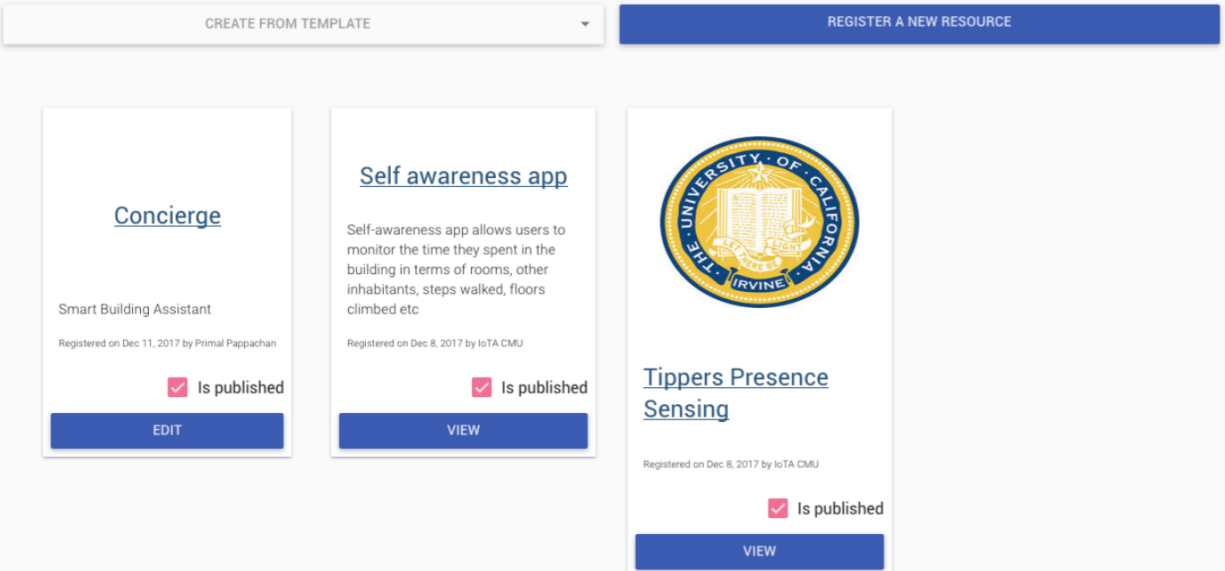 CREATE FROM TEMPLATE
REGISTER A NEW RESOURCE
Concierge
Smart Building Assistant
Registered on Dec 11, 2017 by Primal Pappachan
Is published
EDIT
Self awareness app
Self-awareness app allows users to
monitor the time they spent in the
building in terms of rooms, other
inhabitants, steps walked, floors
climbed etc
Registered on Dec 8, 2017 by IoTA CMU
Is published
VIEW
THE · UNIVERSITY · OF · CALIFORNIA ·
LET THERE BE LIGHT
IRVINE
Tippers Presence
Sensing
Registered on Dec 8, 2017 by IoTA CMU
Is published
VIEW